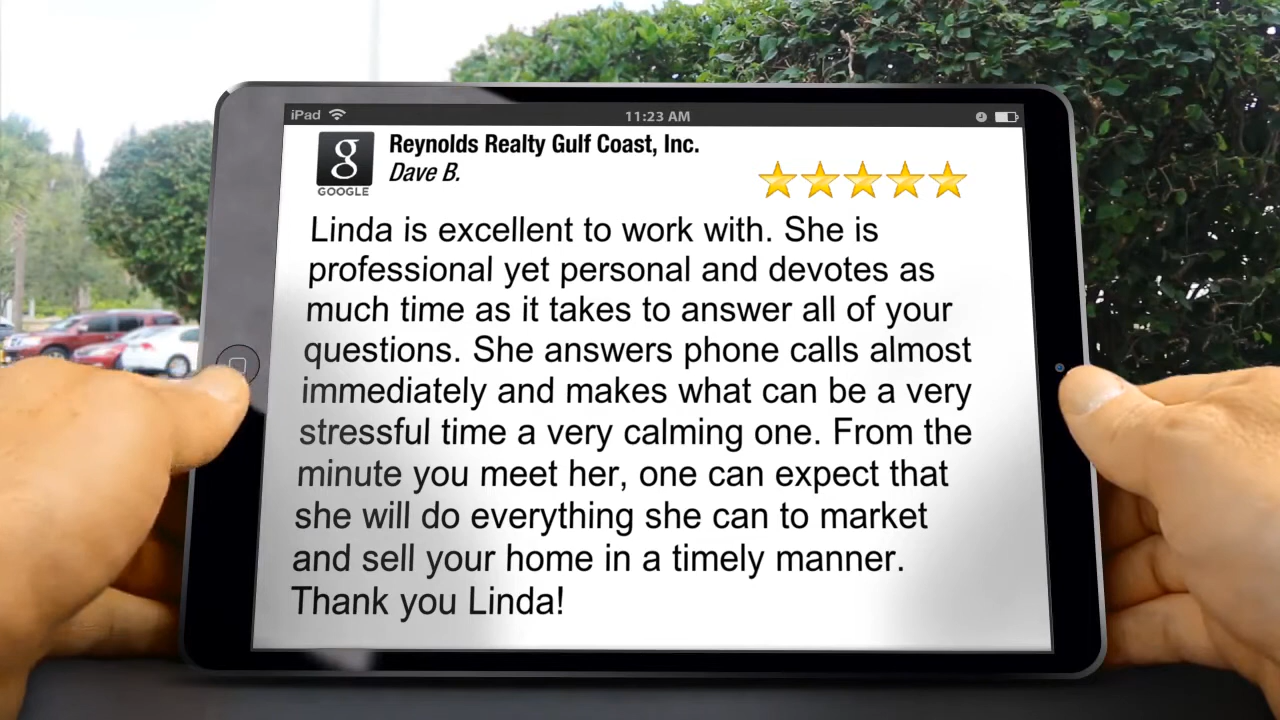 iPad 11:23 AM
g
GOOGLE
Reynolds Realty Gulf Coast, Inc.
Dave B.
Linda is excellent to work with. She is
professional yet personal and devotes as
much time as it takes to answer all of your
questions. She answers phone calls almost
immediately and makes what can be a very
stressful time a very calming one. From the
minute you meet her, one can expect that
she will do everything she can to market
and sell your home in a timely manner.
Thank you Linda!